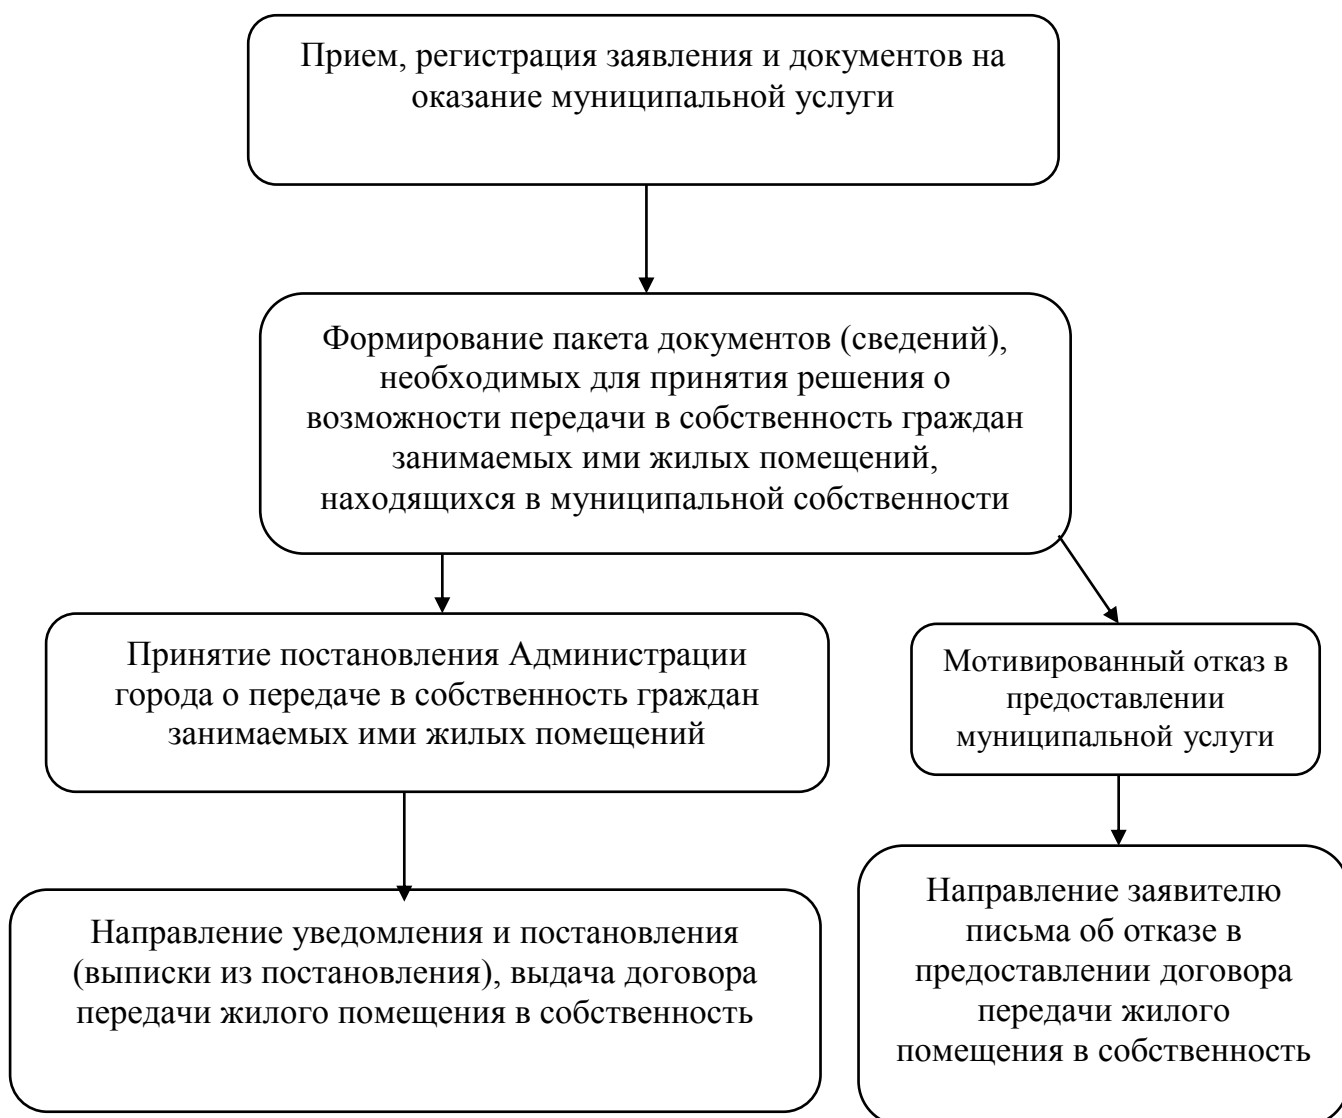 Прием, регистрация заявления и документов на
оказание муниципальной услуги
Формирование пакета документов (сведений),
необходимых для принятия решения о
возможности передачи в собственность граждан
занимаемых ими жилых помещений,
находящихся в муниципальной собственности
Принятие постановления Администрации
города о передаче в собственность граждан
занимаемых ими жилых помещений
Мотивированный отказ в
предоставлении
муниципальной услуги
Направление уведомления и постановления
(выписки из постановления), выдача договора
передачи жилого помещения в собственность
Направление заявителю
письма об отказе в
предоставлении договора
передачи жилого
помещения в собственность